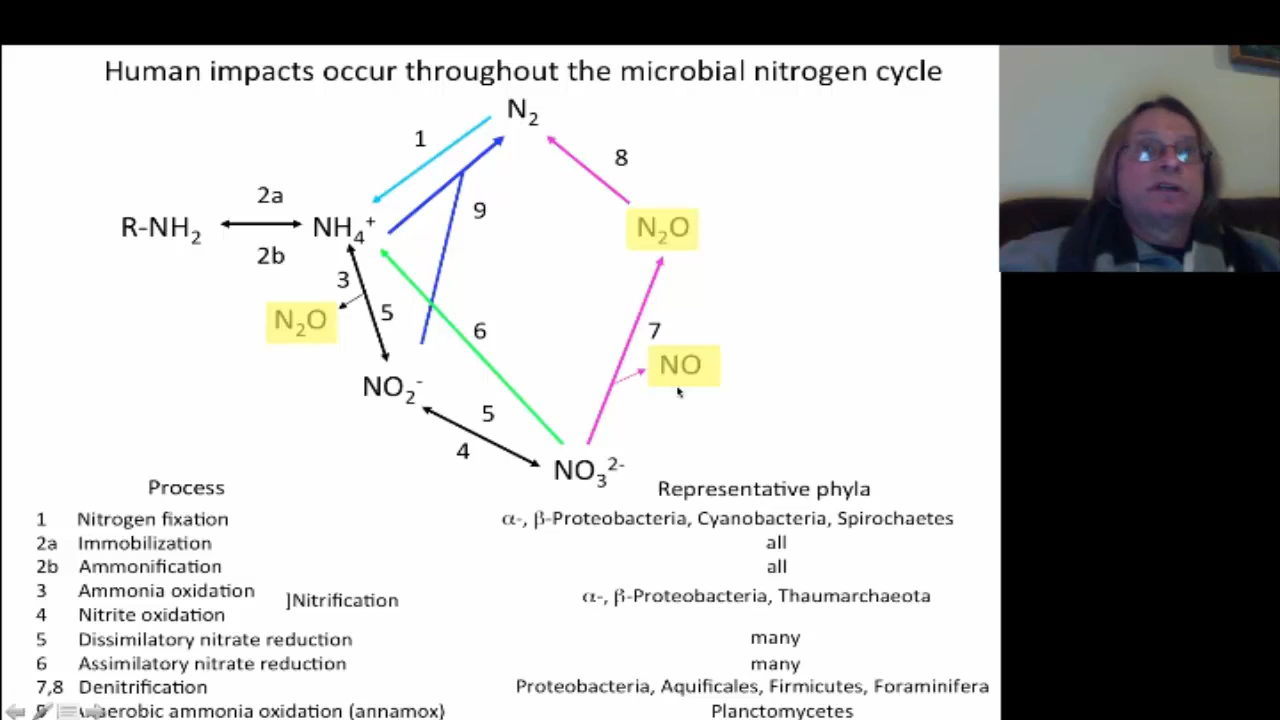 Human impacts occur throughout the microbial nitrogen cycle
N2
1
8
2a
9
R-NH2
NH4+
N2O
2b
3
N2O
5
6
7
NO
NO2-
5
4
NO32-
Process
Representative phyla
1 Nitrogen fixation
α-, β-Proteobacteria, Cyanobacteria, Spirochaetes
2a Immobilization
all
2b Ammonification
all
3 Ammonia oxidation
]Nitrification
α-, β-Proteobacteria, Thaumarchaeota
4 Nitrite oxidation
5 Dissimilatory nitrate reduction
many
6 Assimilatory nitrate reduction
many
7,8 Denitrification
Proteobacteria, Aquificales, Firmicutes, Foraminifera
ammonia oxidation (annamox)
Planctomycetes